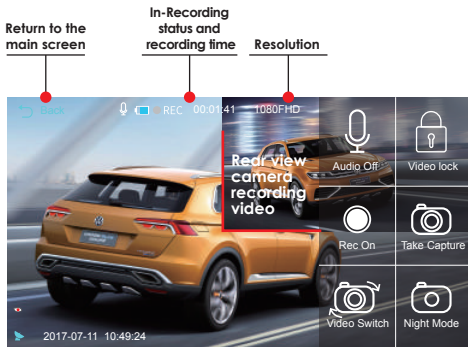 In-Recording
status and
recording time
Return to the
main screen
Resolution
Back
REC
00:01:41
1080FHD
Rear view
camera
recording
video
Audio Off
Video lock
Rec On
Take Capture
Video Switch
Night Mode
2017-07-11 10:49:24